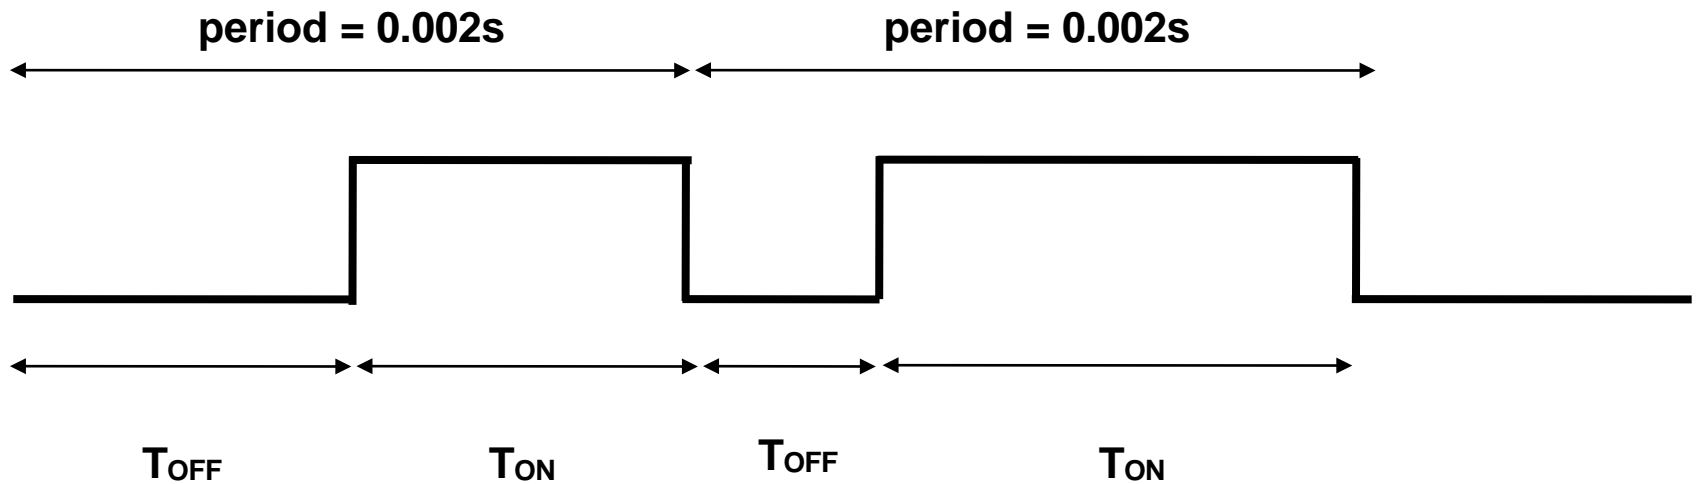 period = 0.002s period = 0.002s
TOFF TON TOFF TON